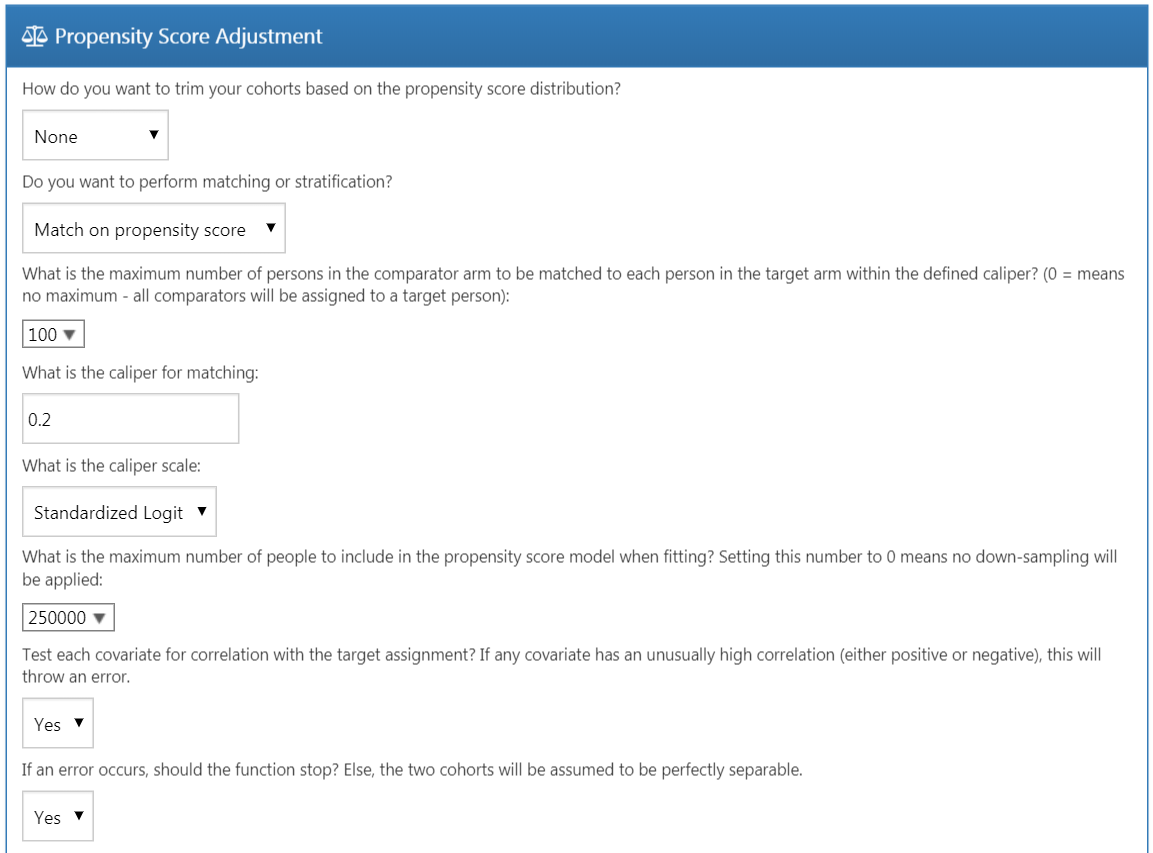 Propensity Score Adjustment
How do you want to trim your cohorts based on the propensity score distribution?
None
Do you want to perform matching or stratification?
Match on propensity score
What is the maximum number of persons in the comparator arm to be matched to each person in the target arm within the defined caliper? (0 = means
no maximum - all comparators will be assigned to a target person):
100
What is the caliper for matching:
0.2
What is the caliper scale:
Standardized Logit
What is the maximum number of people to include in the propensity score model when fitting? Setting this number to 0 means no down-sampling will
be applied:
250000
Test each covariate for correlation with the target assignment? If any covariate has an unusually high correlation (either positive or negative), this will
throw an error.
Yes
If an error occurs, should the function stop? Else, the two cohorts will be assumed to be perfectly separable.
Yes